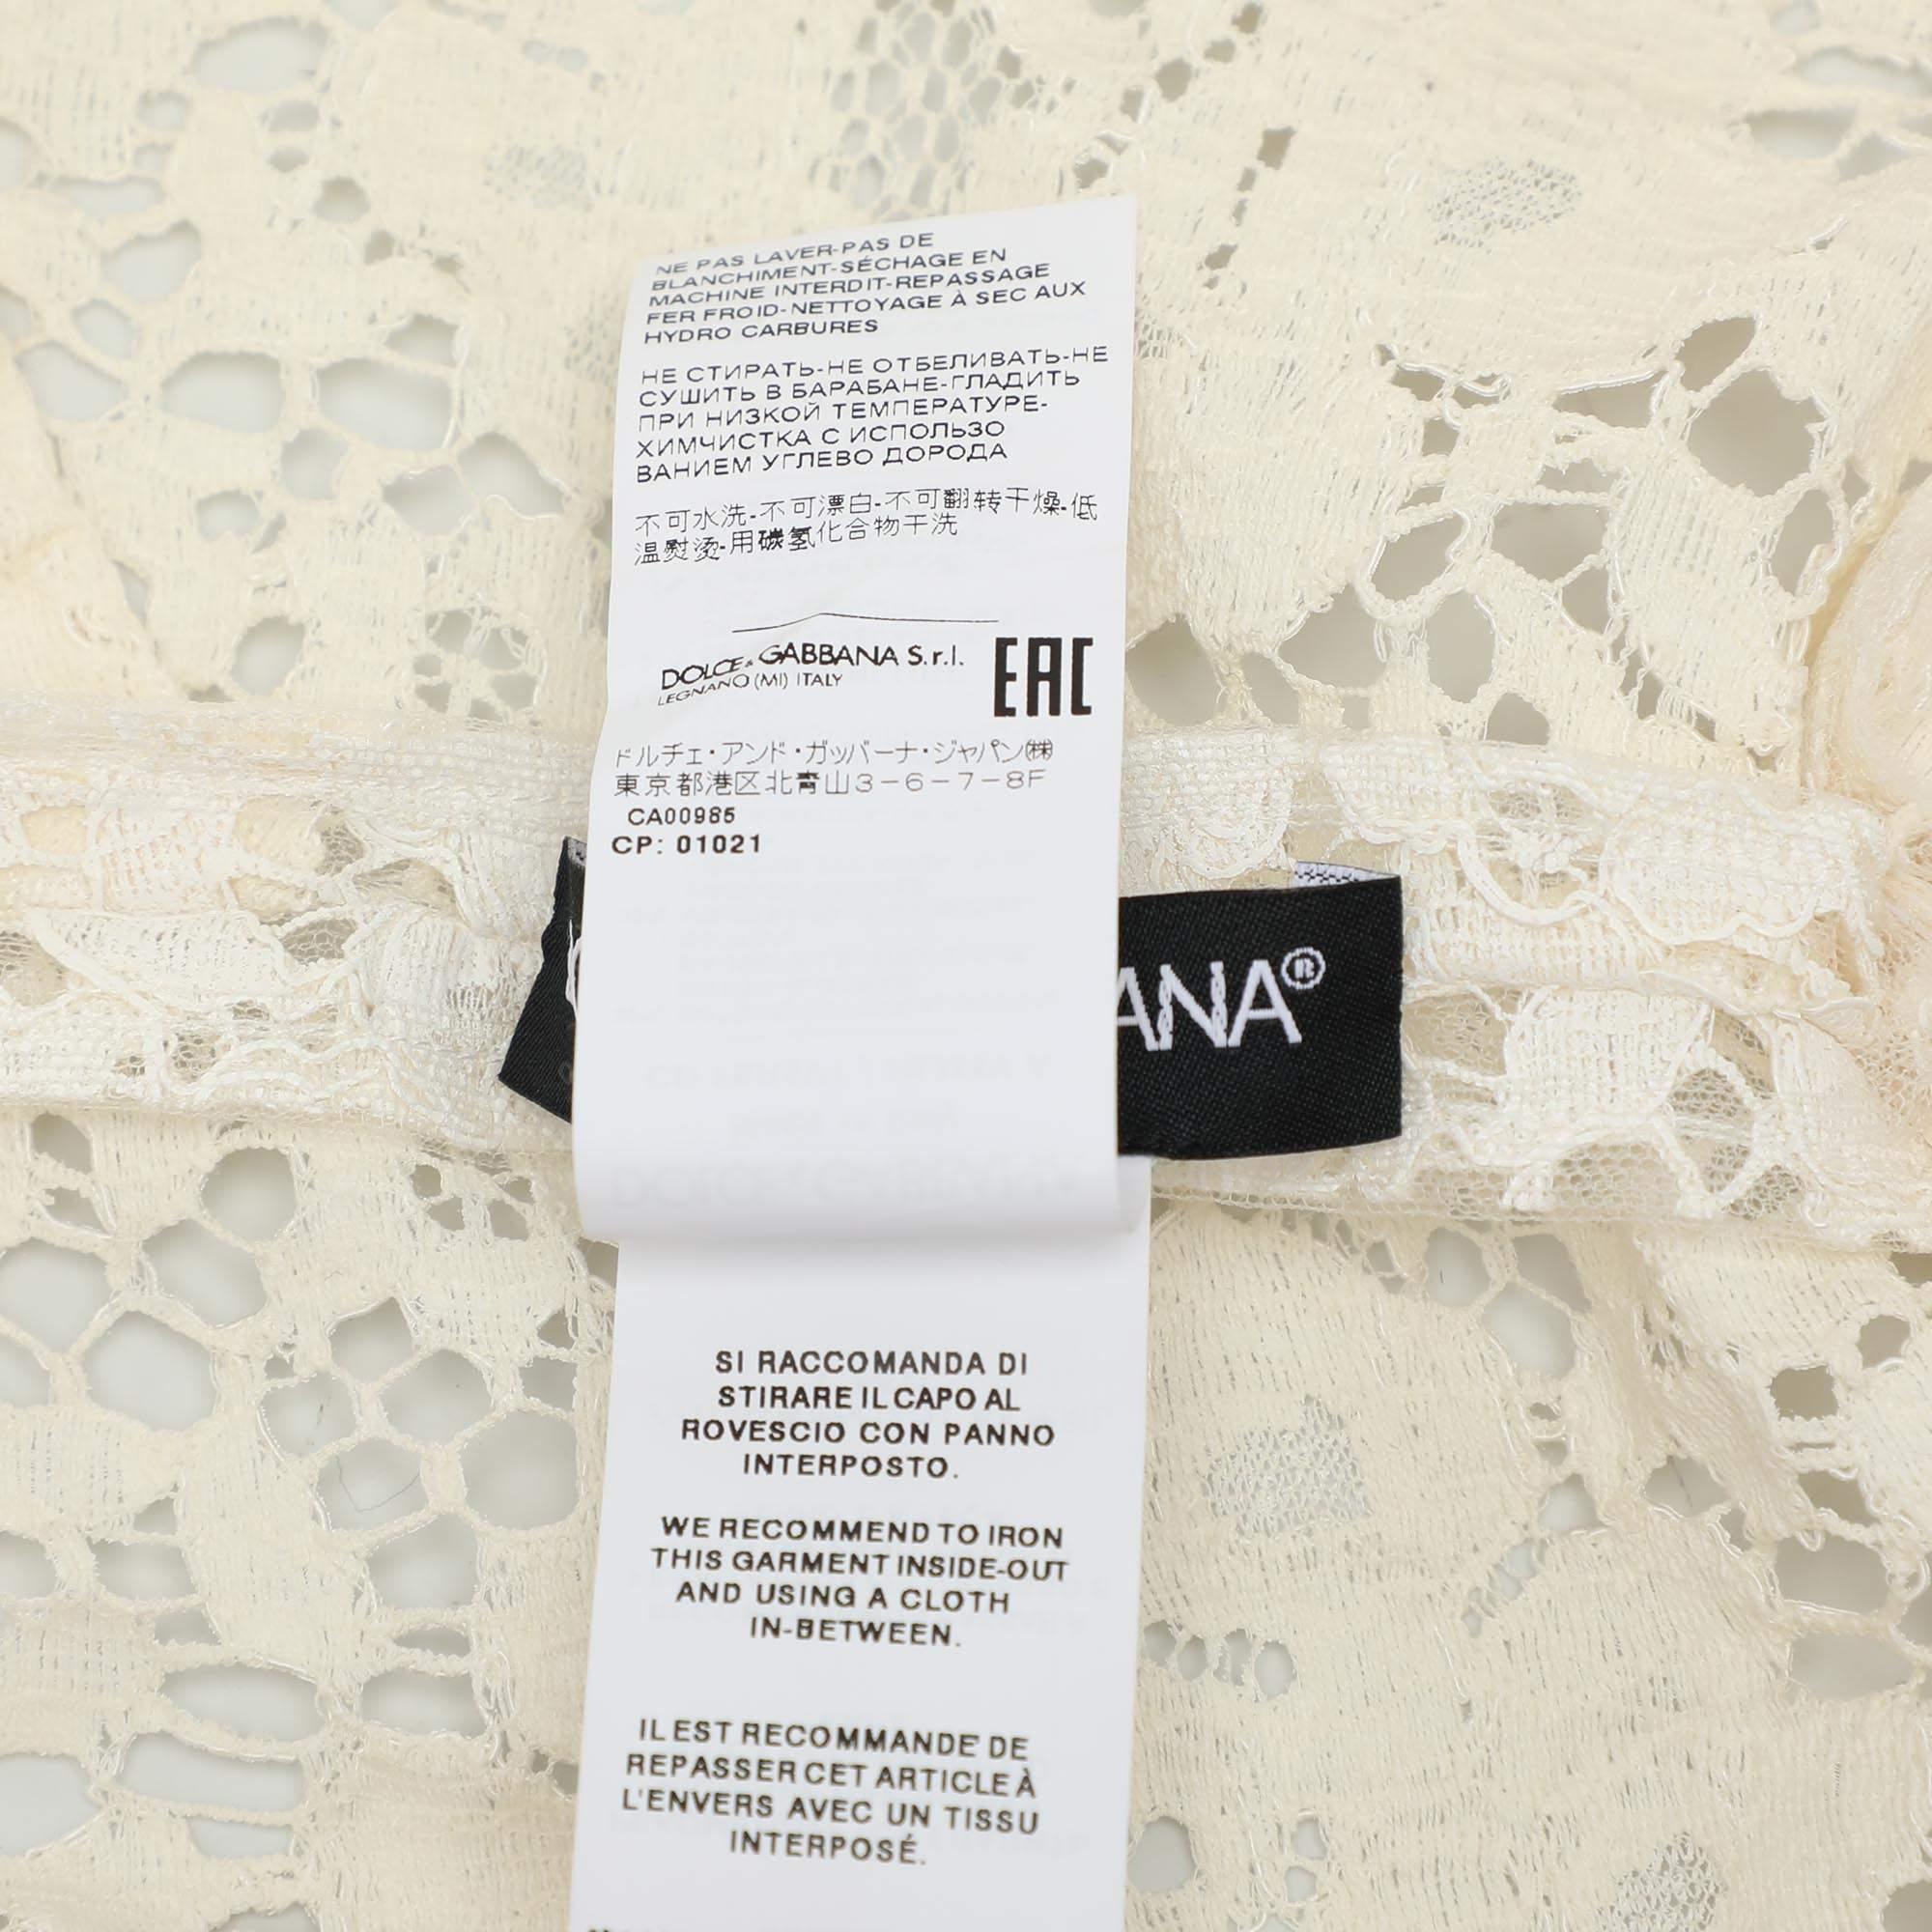 NE PAS LAVER-PAS DE
BLANCHIMENT-SÉCHAGE EN
MACHINE INTERDIT-REPASSAGE
FER FROID-NETTOYAGE À SEC AUX
HYDRO CARBURES
НЕ СТИРАТЬ-НЕ ОТБЕЛИВАТЬ-НЕ
СУШИТЬ В БАРАБАНЕ-ГЛАДИТЬ
ПРИ НИЗКОЙ ТЕМПЕРАТУРЕ-
ХИМЧИСТКА С ИСПОЛЬЗО
ВАНИЕМ УГЛЕВО ДОРОДА
不可水洗-不可漂白-不可翻转干燥-低
温熨烫-用碳氢化合物干洗
DOLCE & GABBANA S.r.l.
LEGNANO (MI) ITALY
EAC
ドルチェ・アンド・ガッバーナ・ジャパン㈱
東京都港区北青山3-6-7-8F
CA00985
CP: 01021
ANA®
SI RACCOMANDA DI
STIRARE IL CAPO AL
ROVESCIO CON PANNO
INTERPOSTO.
WE RECOMMEND TO IRON
THIS GARMENT INSIDE-OUT
AND USING A CLOTH
IN-BETWEEN.
IL EST RECOMMANDE' DE
REPASSER CET ARTICLE À
L'ENVERS AVEC UN TISSU
INTERPOSÉ.